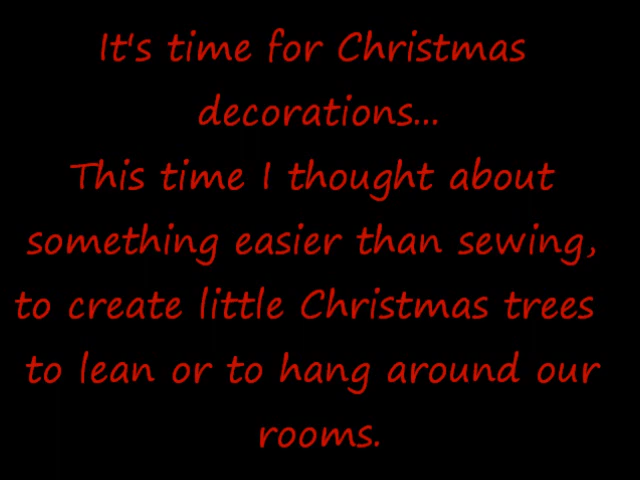 It's time for Christmas
decorations...
This time I thought about
something easier than sewing,
to create little Christmas trees
to lean or to hang around our
rooms.